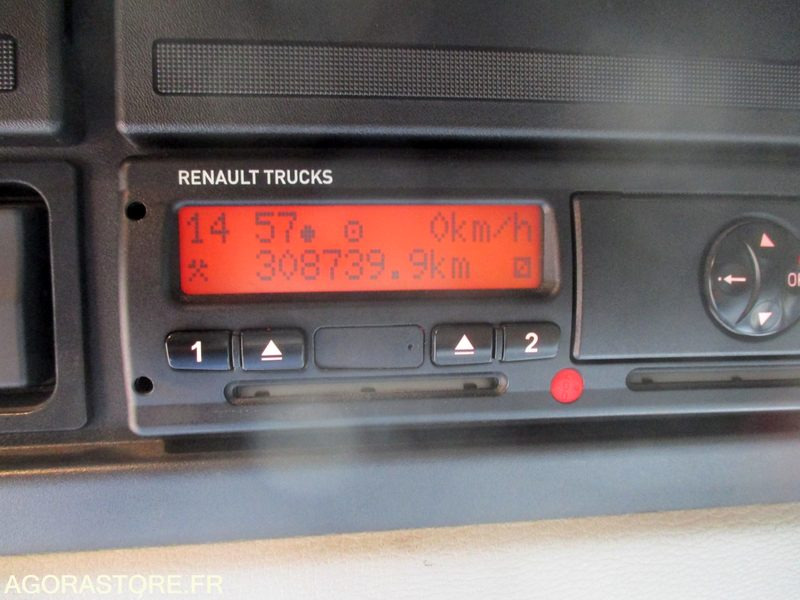 RENAULT TRUCKS
14 57 0km/h
308739.9km
1 2
AGORASTORE.FR